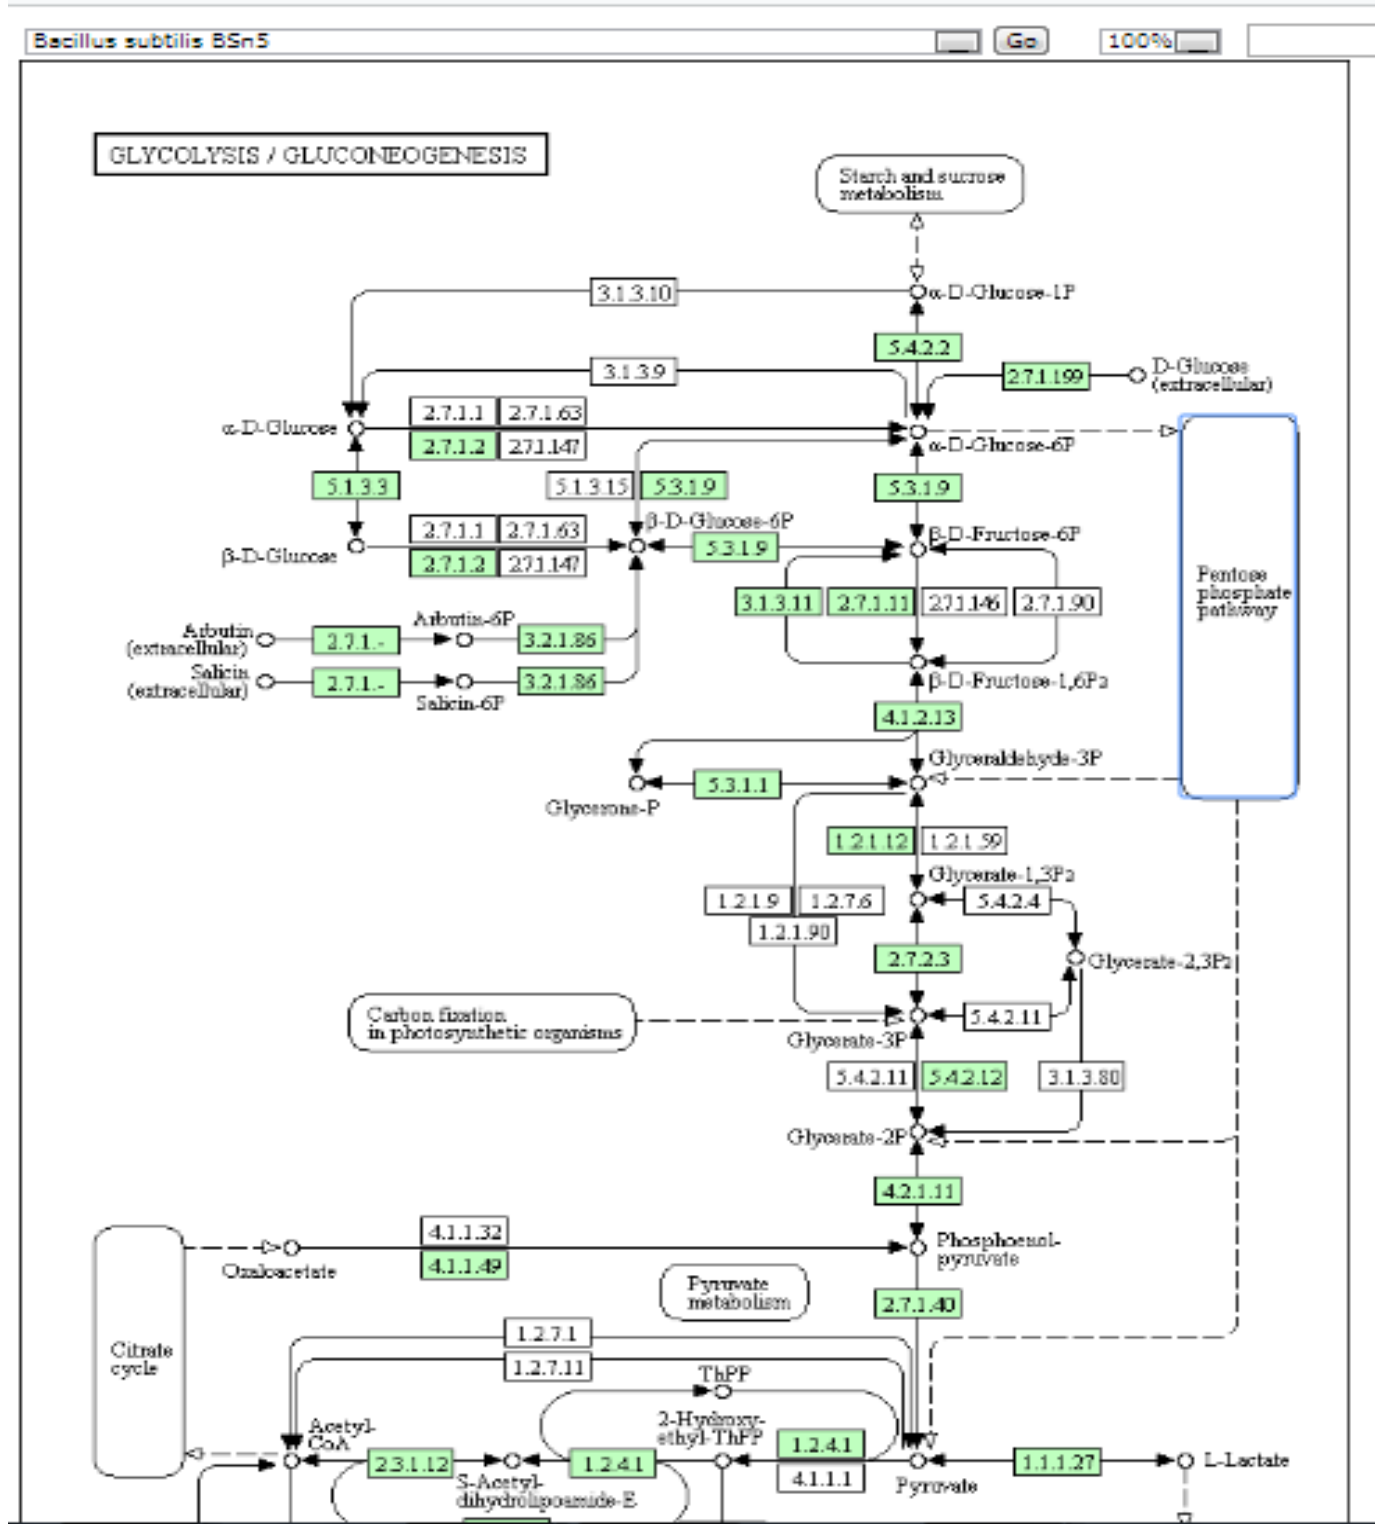 Bacillus subtilis BSn5
Go
100%
GLYCOLYSIS / GLUCONEOGENESIS
Starch and sucrose
metabolism
3.1.3.10
α-D-Glucose-1P
5.4.2.2
3.1.3.9
2.7.1.199
D-Glucose
(extracellular)
2.7.1.1
2.7.1.63
α-D-Glucose
2.7.1.2
2.7.1.147
α-D-Glucose-6P
5.1.3.3
5.1.3.15
5.3.1.9
5.3.1.9
2.7.1.1
2.7.1.63
β-D-Glucose-6P
β-D-Fructose-6P
β-D-Glucose
2.7.1.2
2.7.1.147
5.3.1.9
Pentose
phosphate
pathway
3.1.3.11
2.7.1.11
2.7.1.146
2.7.1.90
Arbutin
(extracellular)
2.7.1.-
Arbutin-6P
3.2.1.86
Salicin
(extracellular)
2.7.1.-
Salicin-6P
3.2.1.86
β-D-Fructose-1,6P2
4.1.2.13
Glyceraldehyde-3P
5.3.1.1
Glycerone-P
1.2.1.12
1.2.1.59
Glycerate-1,3P2
1.2.1.9
1.2.7.6
5.4.2.4
1.2.1.90
2.7.2.3
Glycerate-2,3P2
Carbon fixation
in photosynthetic organisms
5.4.2.11
Glycerate-3P
5.4.2.11
5.4.2.12
3.1.3.80
Glycerate-2P
4.2.1.11
4.1.1.32
Oxaloacetate
4.1.1.49
Phosphoenol-
pyruvate
Pyruvate
metabolism
2.7.1.40
Citrate
cycle
1.2.7.1
1.2.7.11
ThPP
Acetyl-
CoA
2-Hydroxy-
ethyl-ThPP
1.2.4.1
2.3.1.12
1.2.4.1
4.1.1.1
1.1.1.27
L-Lactate
S-Acetyl-
dihydrolipoamide-E
Pyruvate